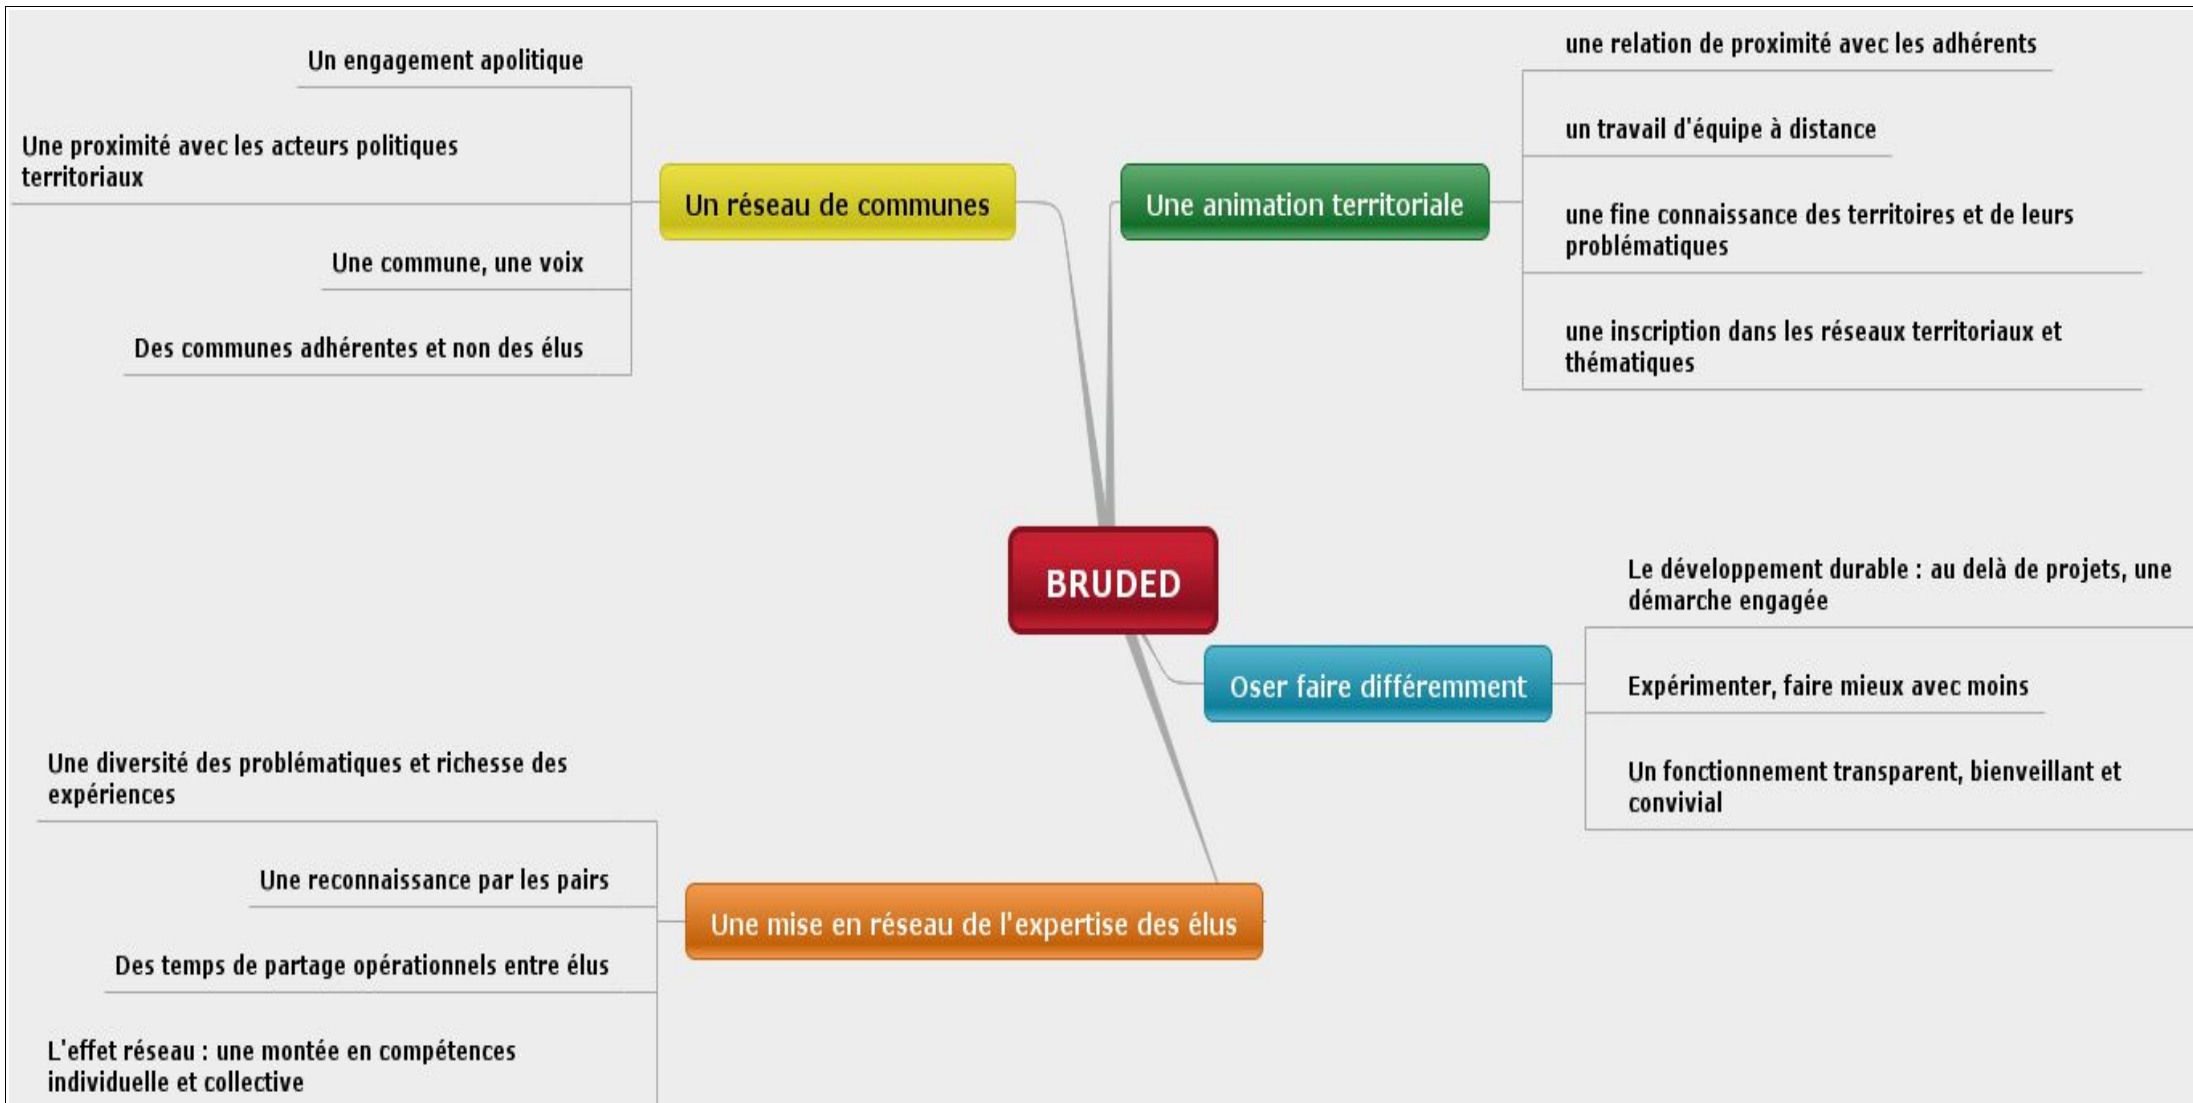 Un engagement apolitique
Une proximité avec les acteurs politiques
territoriaux
Une commune, une voix
Des communes adhérentes et non des élus
Un réseau de communes
Une animation territoriale
une relation de proximité avec les adhérents
un travail d'équipe à distance
une fine connaissance des territoires et de leurs
problématiques
une inscription dans les réseaux territoriaux et
thématiques
BRUDED
Oser faire différemment
Le développement durable : au delà de projets, une
démarche engagée
Expérimenter, faire mieux avec moins
Un fonctionnement transparent, bienveillant et
convivial
Une diversité des problématiques et richesse des
expériences
Une reconnaissance par les pairs
Des temps de partage opérationnels entre élus
L'effet réseau : une montée en compétences
individuelle et collective
Une mise en réseau de l'expertise des élus